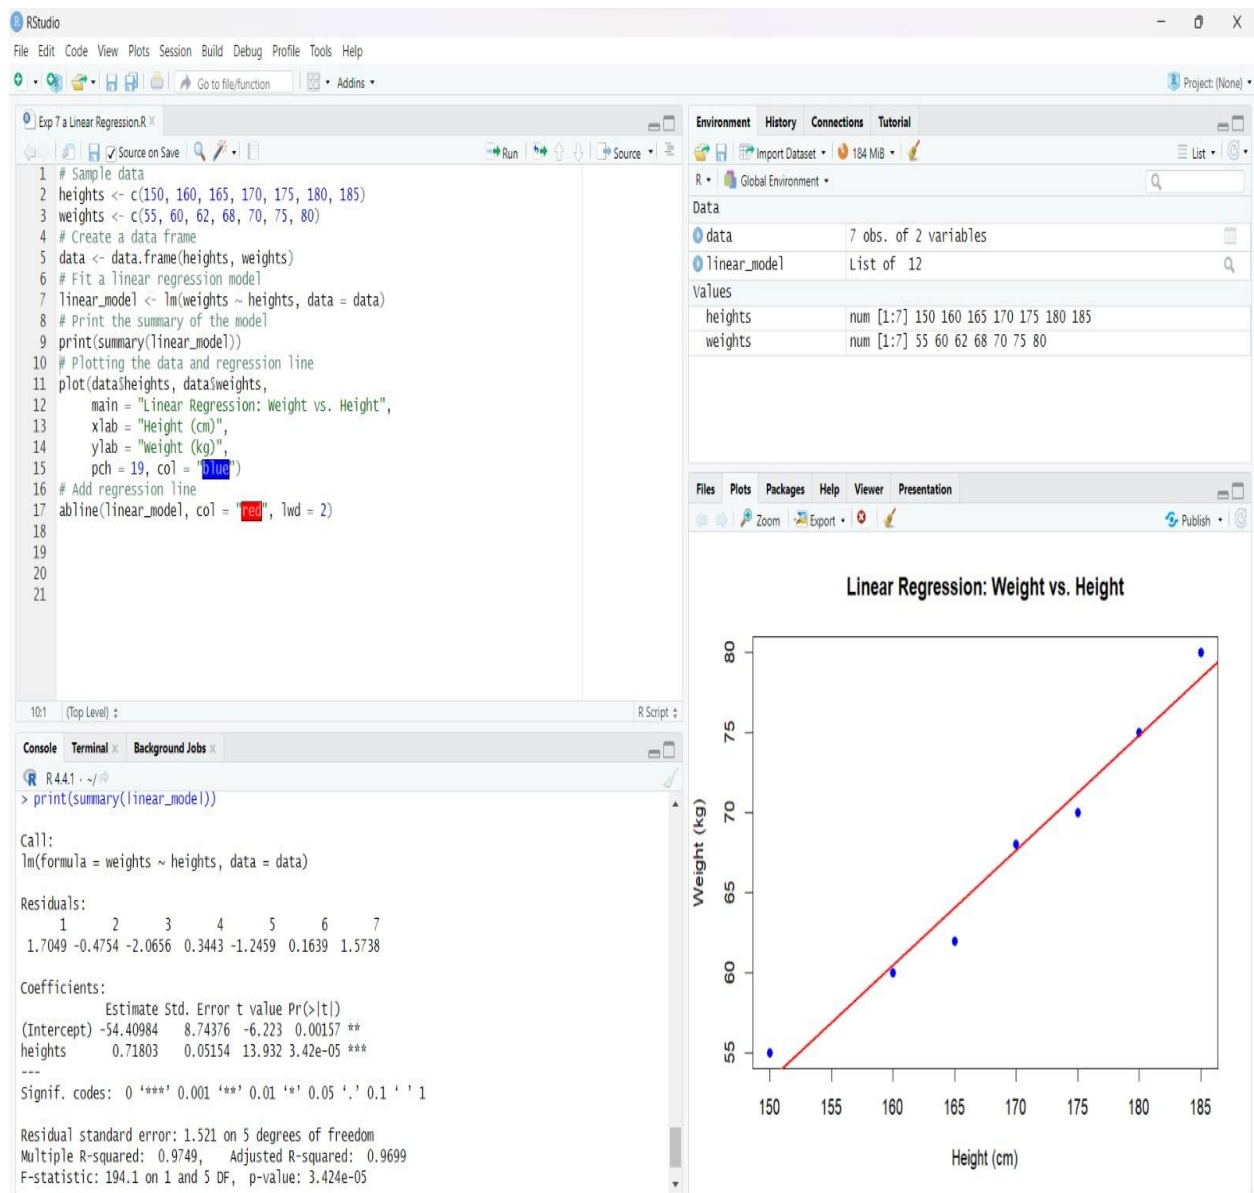 RStudio
File Edit Code View Plots Session Build Debug Profile Tools Help
Go to file/function Addins Project: (None)
Exp 7 a Linear Regression.R
Source on Save Run Source
1 # Sample data
2 heights <- c(150, 160, 165, 170, 175, 180, 185)
3 weights <- c(55, 60, 62, 68, 70, 75, 80)
4 # Create a data frame
5 data <- data.frame(heights, weights)
6 # Fit a linear regression model
7 linear_model <- lm(weights ~ heights, data = data)
8 # Print the summary of the model
9 print(summary(linear_model))
10 # Plotting the data and regression line
11 plot(data$heights, data$weights,
12 main = "Linear Regression: Weight vs. Height",
13 xlab = "Height (cm)",
14 ylab = "Weight (kg)",
15 pch = 19, col = "blue")
16 # Add regression line
17 abline(linear_model, col = "red", lwd = 2)
18
19
20
21
10:1 (Top Level) R Script
Console Terminal Background Jobs
R R 4.4.1 · ~/
> print(summary(linear_model))
Call:
lm(formula = weights ~ heights, data = data)
Residuals:
1 2 3 4 5 6 7
1.7049 -0.4754 -2.0656 0.3443 -1.2459 0.1639 1.5738
Coefficients:
Estimate Std. Error t value Pr(>|t|)
(Intercept) -54.40984 8.74376 -6.223 0.00157 **
heights 0.71803 0.05154 13.932 3.42e-05 ***
---
Signif. codes: 0 ‘***’ 0.001 ‘**’ 0.01 ‘*’ 0.05 ‘.’ 0.1 ‘ ’ 1
Residual standard error: 1.521 on 5 degrees of freedom
Multiple R-squared: 0.9749, Adjusted R-squared: 0.9699
F-statistic: 194.1 on 1 and 5 DF, p-value: 3.424e-05
Environment History Connections Tutorial
Import Dataset 184 MiB List
R Global Environment
Data
data 7 obs. of 2 variables
linear_model List of 12
Values
heights num [1:7] 150 160 165 170 175 180 185
weights num [1:7] 55 60 62 68 70 75 80
Files Plots Packages Help Viewer Presentation
Zoom Export Publish
Linear Regression: Weight vs. Height
Weight (kg)
80
75
70
65
60
55
150 155 160 165 170 175 180 185
Height (cm)